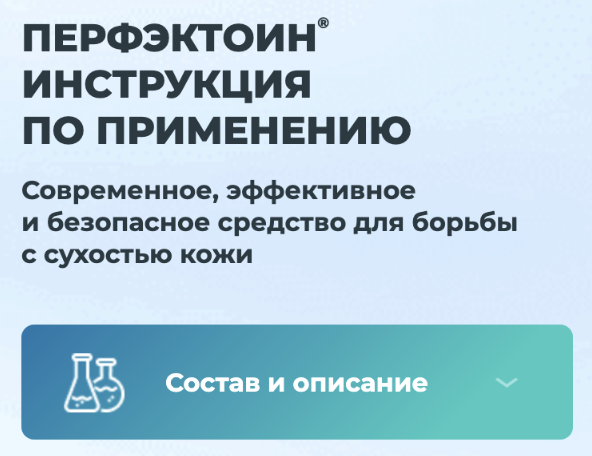 ПЕРФЭКТОИН®
ИНСТРУКЦИЯ
ПО ПРИМЕНЕНИЮ
Современное, эффективное
и безопасное средство для борьбы
с сухостью кожи
Состав и описание